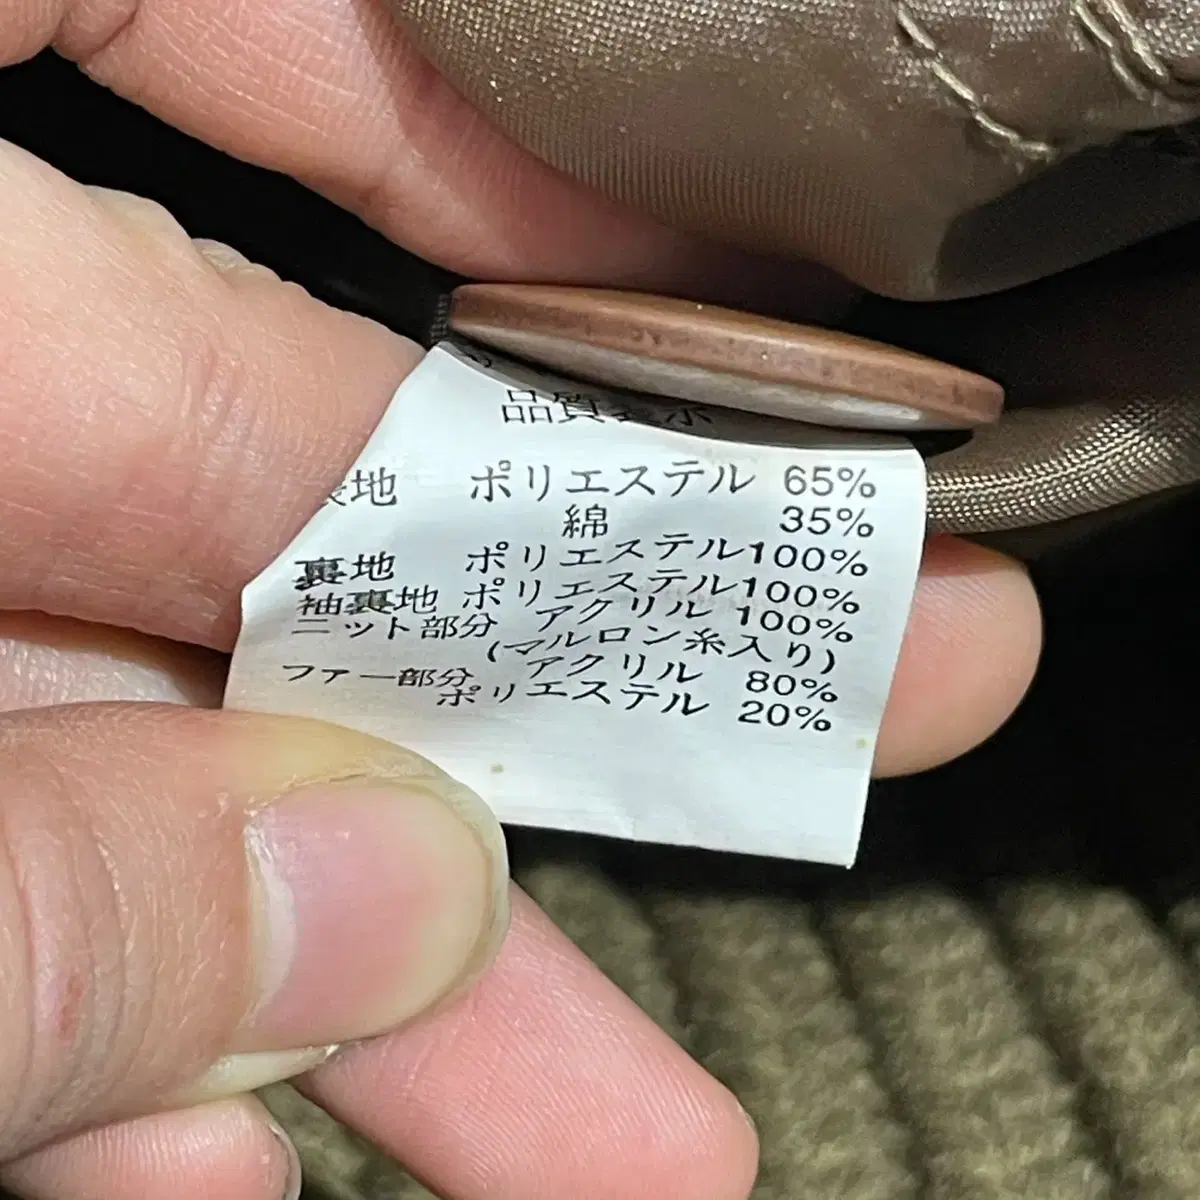 品質表示
表地 ポリエステル 65%
綿 35%
裏地 ポリエステル100%
袖裏地 ポリエステル100%
ニット部分 アクリル 100%
(マルロン糸入り)
ファー部分 アクリル 80%
ポリエステル 20%